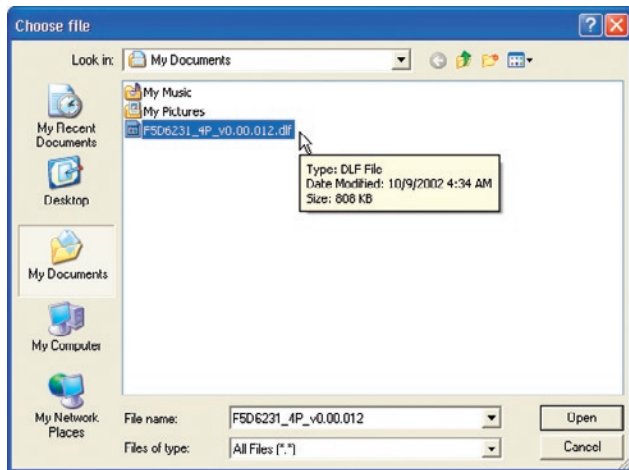 Choose file
Look in: My Documents
My Recent Documents
Desktop
My Documents
My Computer
My Network Places
My Music
My Pictures
F5D6231_4P_v0.00.012.dlf
Type: DLF File
Date Modified: 10/9/2002 4:34 AM
Size: 808 KB
File name: F5D6231_4P_v0.00.012 Open
Files of type: All Files (*.*) Cancel